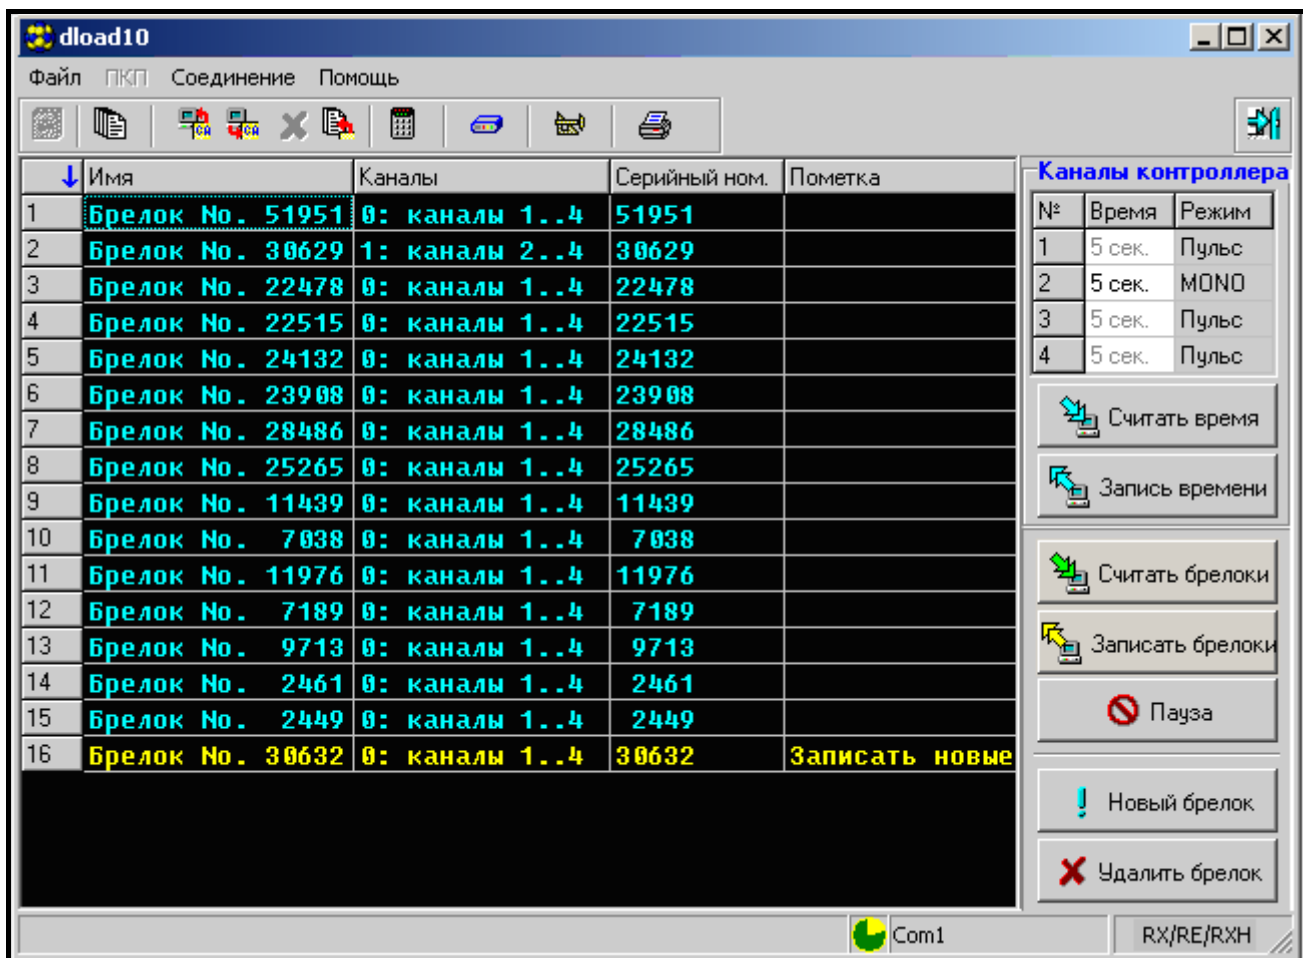 dload10
Файл ПКП Соединение Помощь
Имя Каналы Серийный ном. Пометка
1 Брелок No. 51951 0: каналы 1..4 51951
2 Брелок No. 30629 1: каналы 2..4 30629
3 Брелок No. 22478 0: каналы 1..4 22478
4 Брелок No. 22515 0: каналы 1..4 22515
5 Брелок No. 24132 0: каналы 1..4 24132
6 Брелок No. 23908 0: каналы 1..4 23908
7 Брелок No. 28486 0: каналы 1..4 28486
8 Брелок No. 25265 0: каналы 1..4 25265
9 Брелок No. 11439 0: каналы 1..4 11439
10 Брелок No. 7038 0: каналы 1..4 7038
11 Брелок No. 11976 0: каналы 1..4 11976
12 Брелок No. 7189 0: каналы 1..4 7189
13 Брелок No. 9713 0: каналы 1..4 9713
14 Брелок No. 2461 0: каналы 1..4 2461
15 Брелок No. 2449 0: каналы 1..4 2449
16 Брелок No. 30632 0: каналы 1..4 30632 Записать новые
Каналы контроллера
№ Время Режим
1 5 сек. Пульс
2 5 сек. MONO
3 5 сек. Пульс
4 5 сек. Пульс
Считать время
Запись времени
Считать брелоки
Записать брелоки
Пауза
Новый брелок
Удалить брелок
Com1 RX/RE/RXH